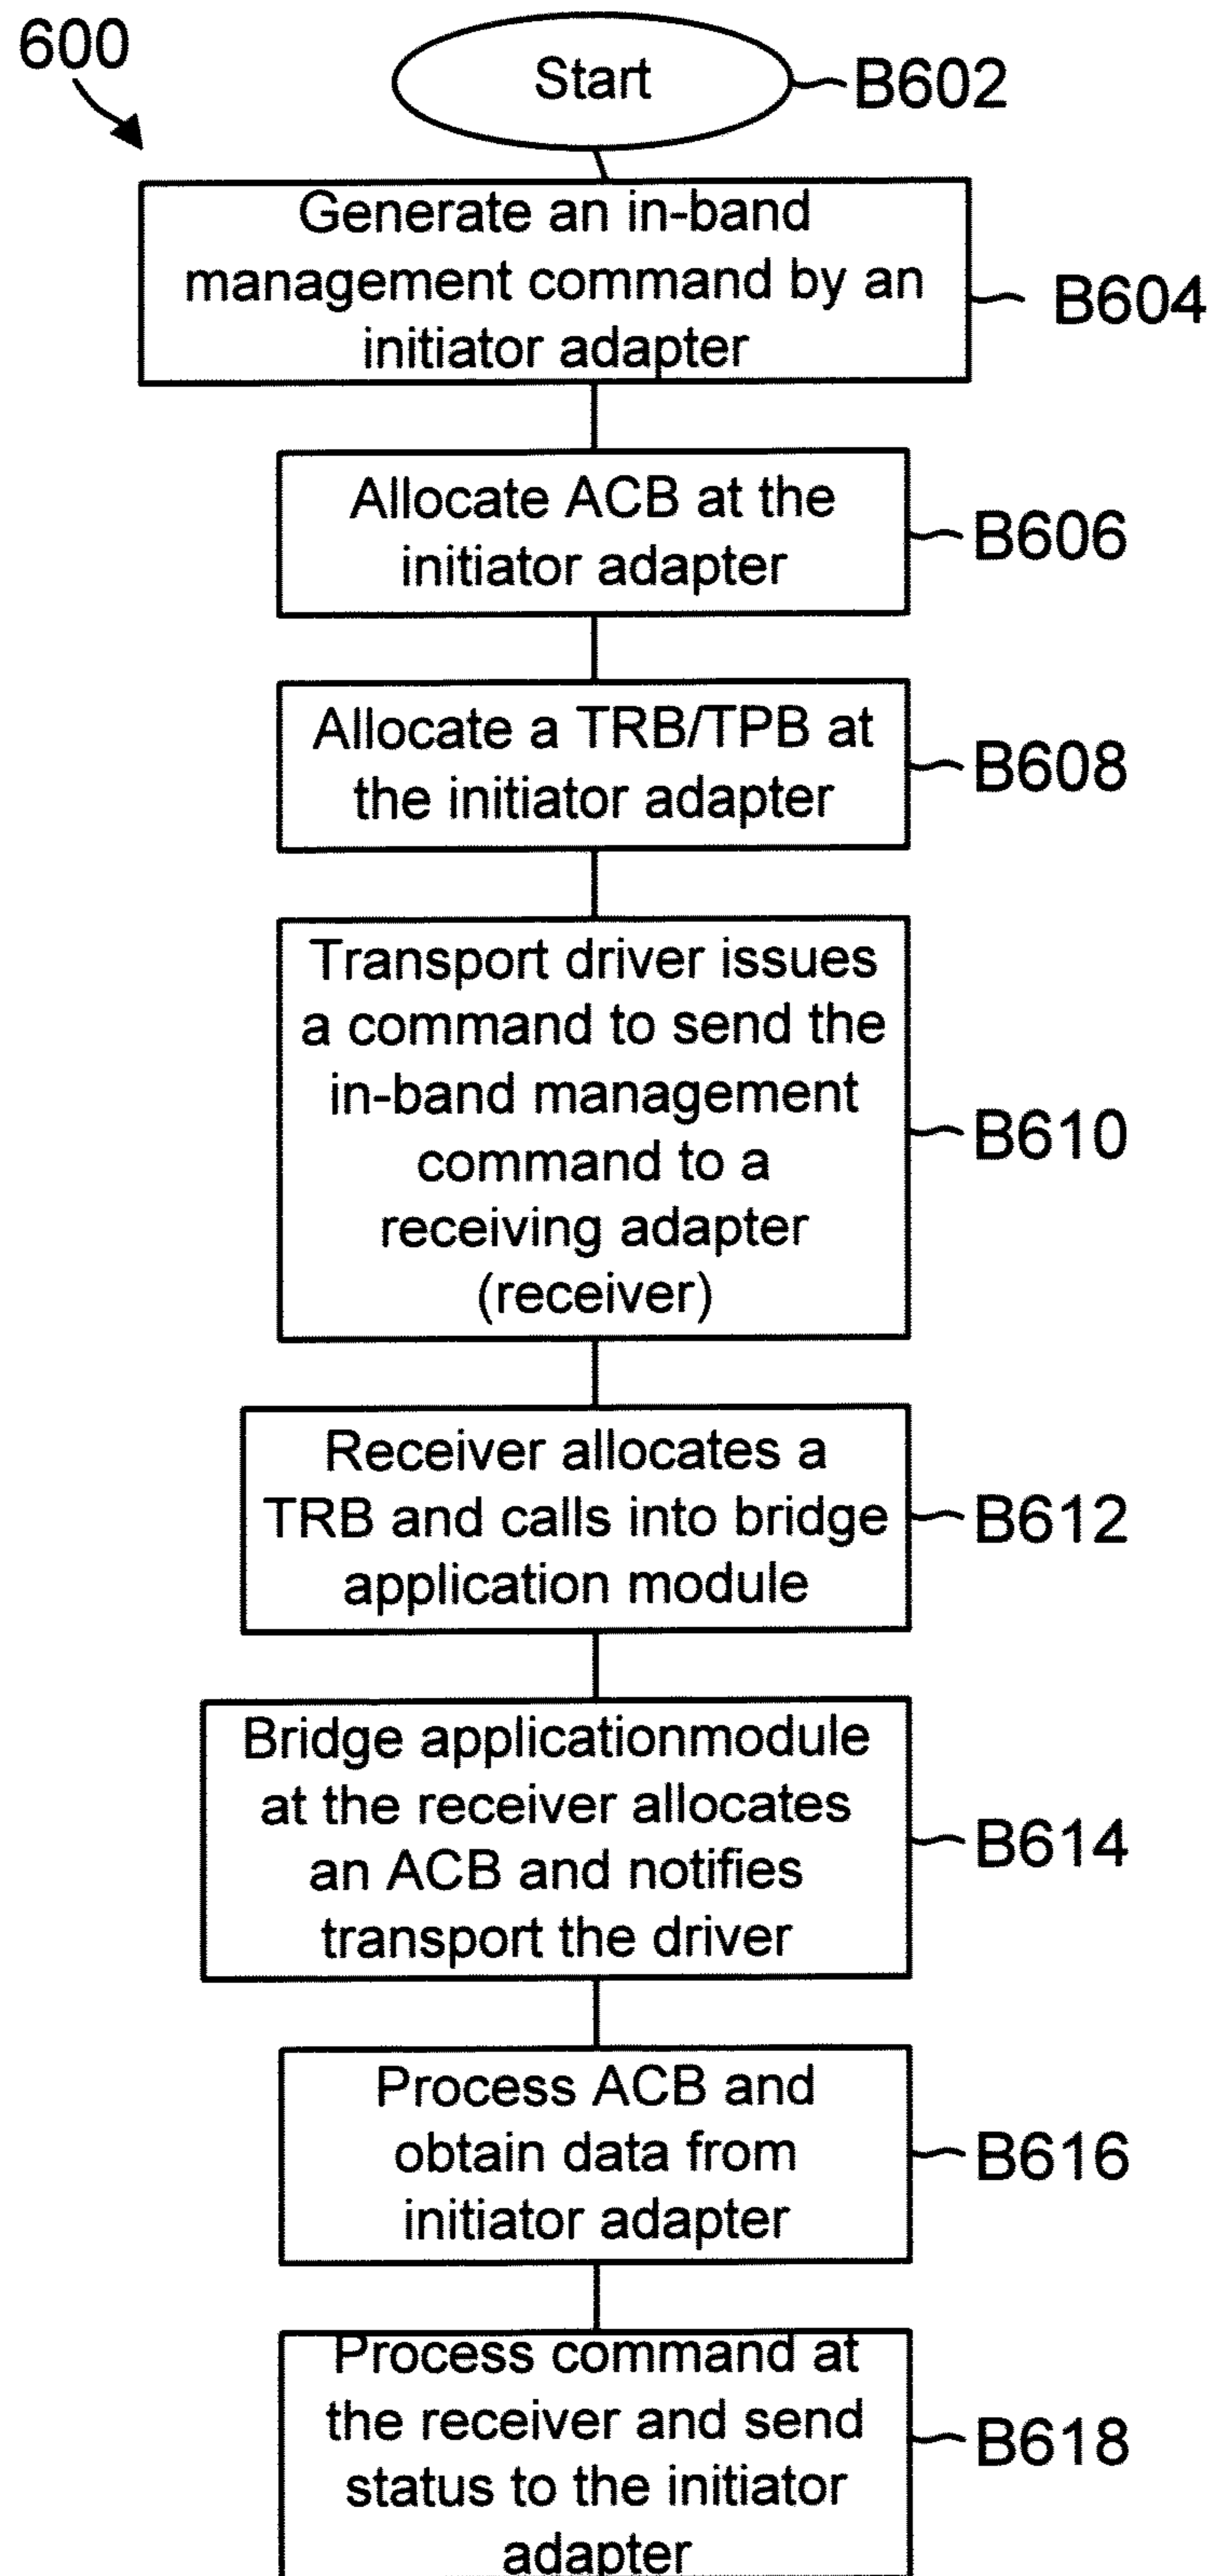 600
Start
B602
Generate an in-band
management command by an
initiator adapter
B604
Allocate ACB at the
initiator adapter
B606
Allocate a TRB/TPB at
the initiator adapter
B608
Transport driver issues
a command to send the
in-band management
command to a
receiving adapter
(receiver)
B610
Receiver allocates a
TRB and calls into bridge
application module
B612
Bridge applicationmodule
at the receiver allocates
an ACB and notifies
transport the driver
B614
Process ACB and
obtain data from
initiator adapter
B616
Process command at
the receiver and send
status to the initiator
adapter
B618